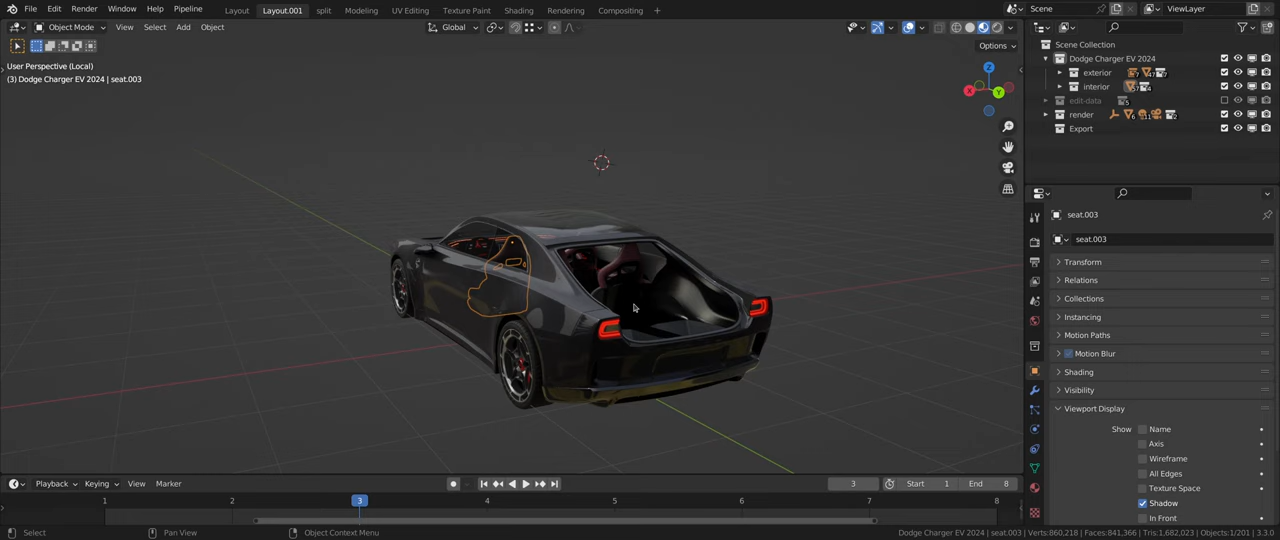 File Edit Render Window Help Pipeline Layout Layout.001 split Modeling UV Editing Texture Paint Shading Animation Rendering Compositing + Scene ViewLayer
Object Mode View Select Add Object Global
Options
User Perspective (Local)
(3) Dodge Charger EV 2024 | seat.003
Z
X
Y
Scene Collection
Dodge Charger EV 2024
exterior
interior
edit-data
render
Export
seat.003
seat.003
Transform
Relations
Collections
Instancing
Motion Paths
Motion Blur
Shading
Visibility
Viewport Display
Show Name
Axis
Wireframe
All Edges
Texture Space
Shadow
In Front
Playback Keying View Marker 3 Start 1 End 8
1 2 3 4 5 6 7 8
Select Pan View Object Context Menu Dodge Charger EV 2024 | seat.003 | Verts:860,218 | Faces:841,366 | Tris:1,682,023 | Objects:1/201 | 3.3.0